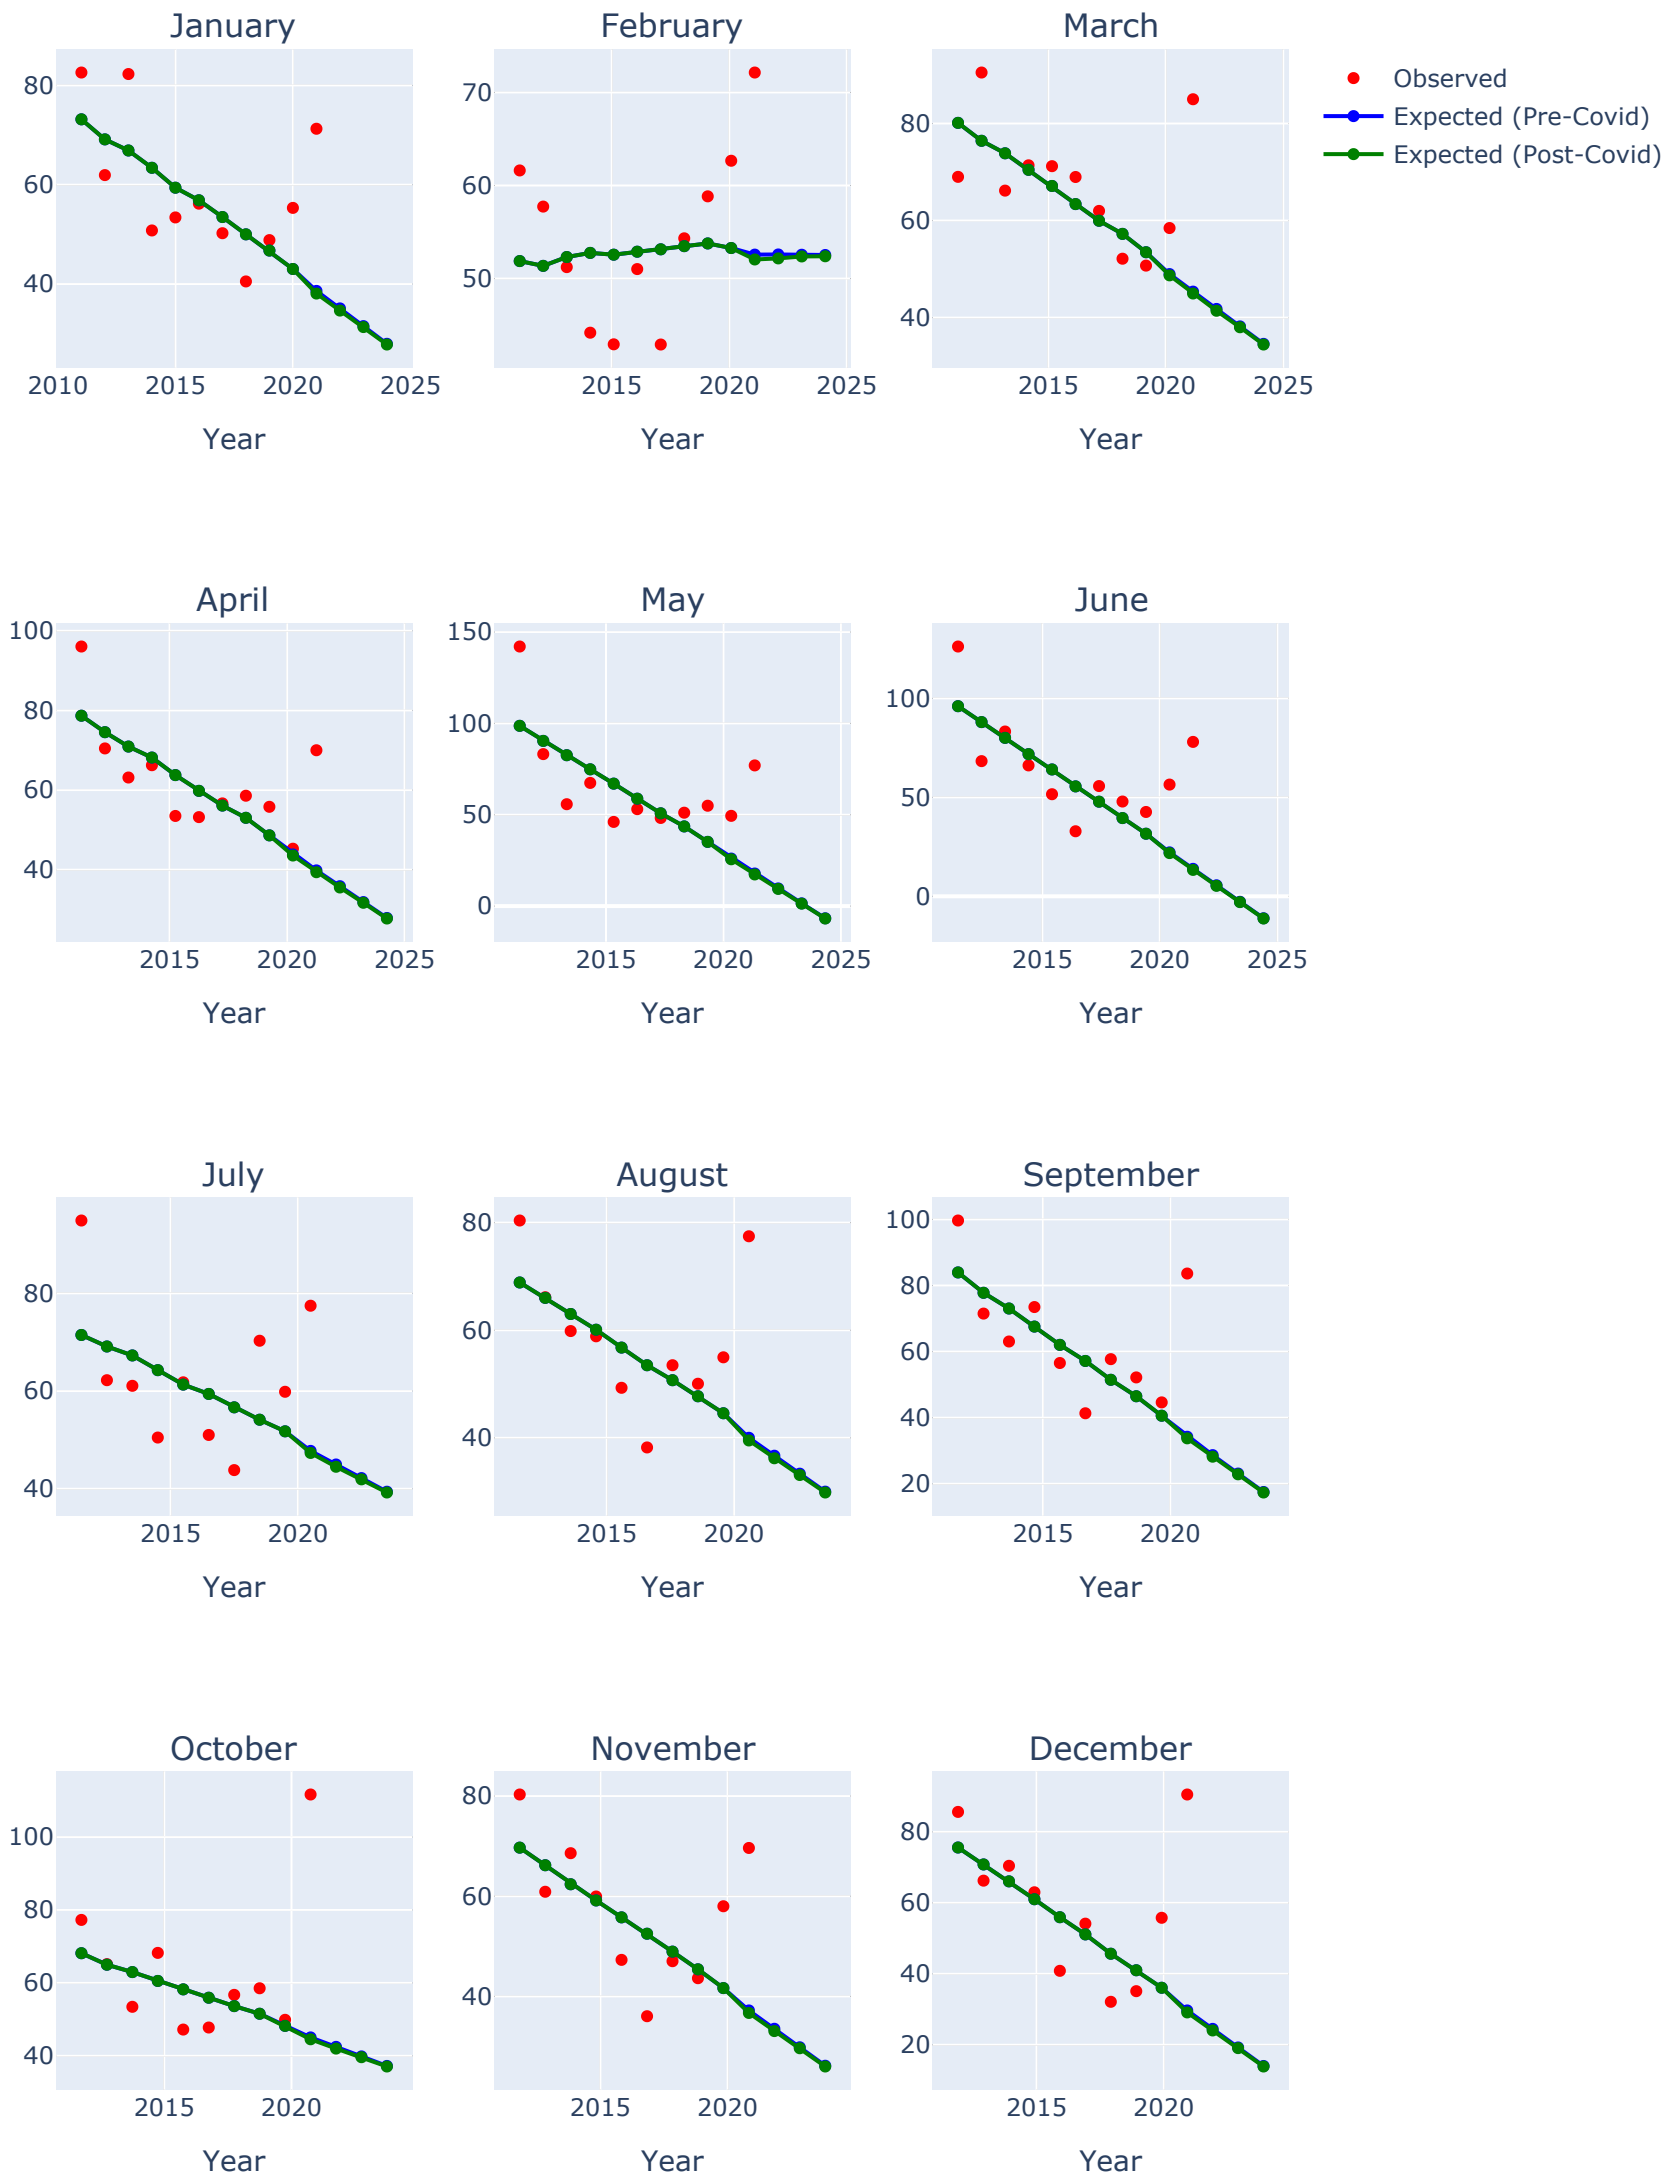 January
February
March
80
60
40
2010 2015 2020 2025
Year
70
60
50
2015 2020 2025
Year
80
60
40
2015 2020 2025
Year
Observed
Expected (Pre-Covid)
Expected (Post-Covid)
April
May
June
100
80
60
40
2015 2020 2025
Year
150
100
50
0
2015 2020 2025
Year
100
50
0
2015 2020 2025
Year
July
August
September
80
60
40
2015 2020
Year
80
60
40
2015 2020
Year
100
80
60
40
20
2015 2020
Year
October
November
December
100
80
60
40
2015 2020
Year
80
60
40
2015 2020
Year
80
60
40
20
2015 2020
Year